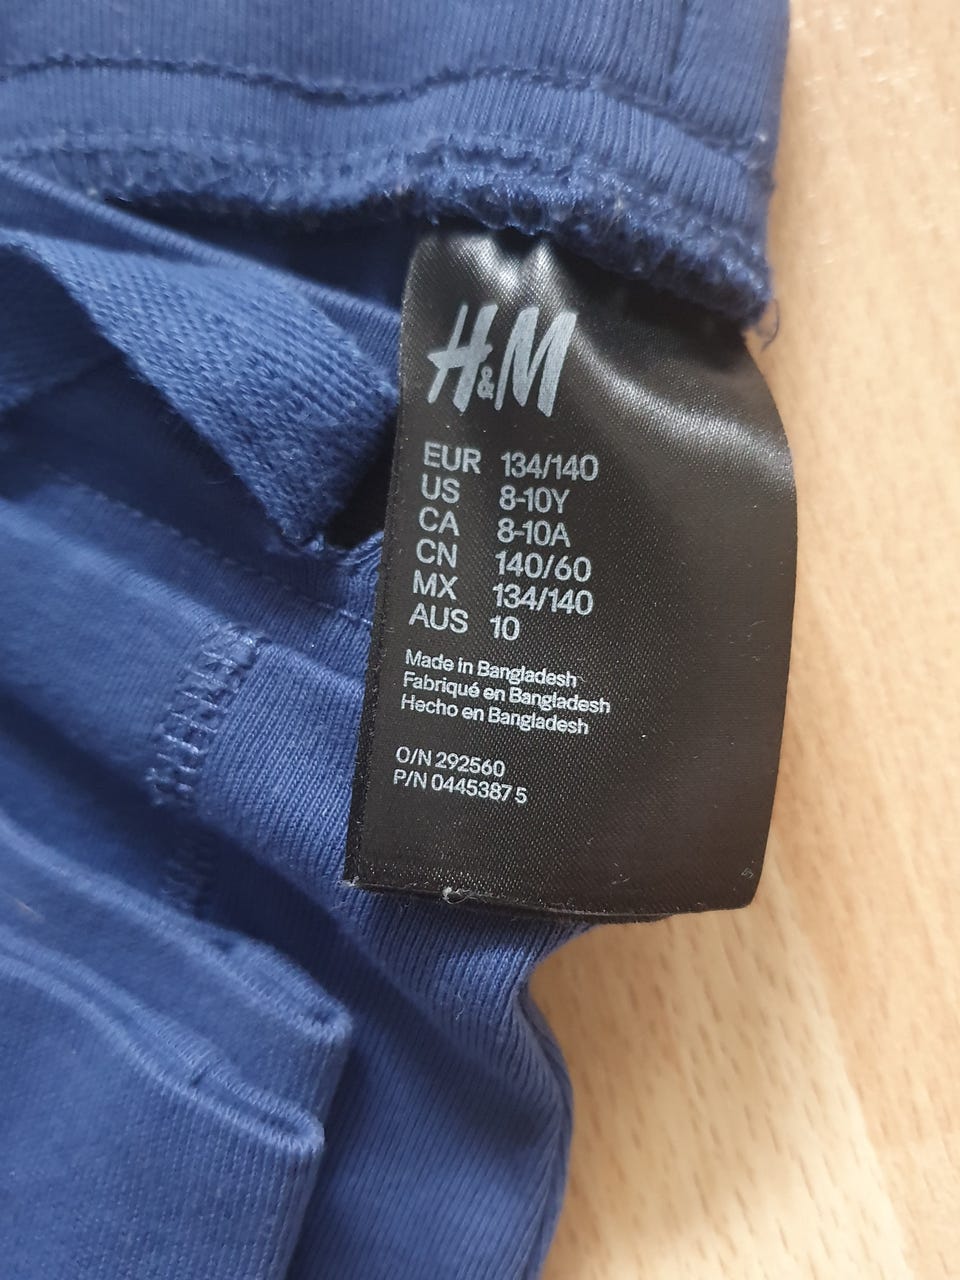 H&M
EUR 134/140
US 8-10Y
CA 8-10A
CN 140/60
MX 134/140
AUS 10
Made in Bangladesh
Fabriqué en Bangladesh
Hecho en Bangladesh
O/N 292560
P/N 0445387 5